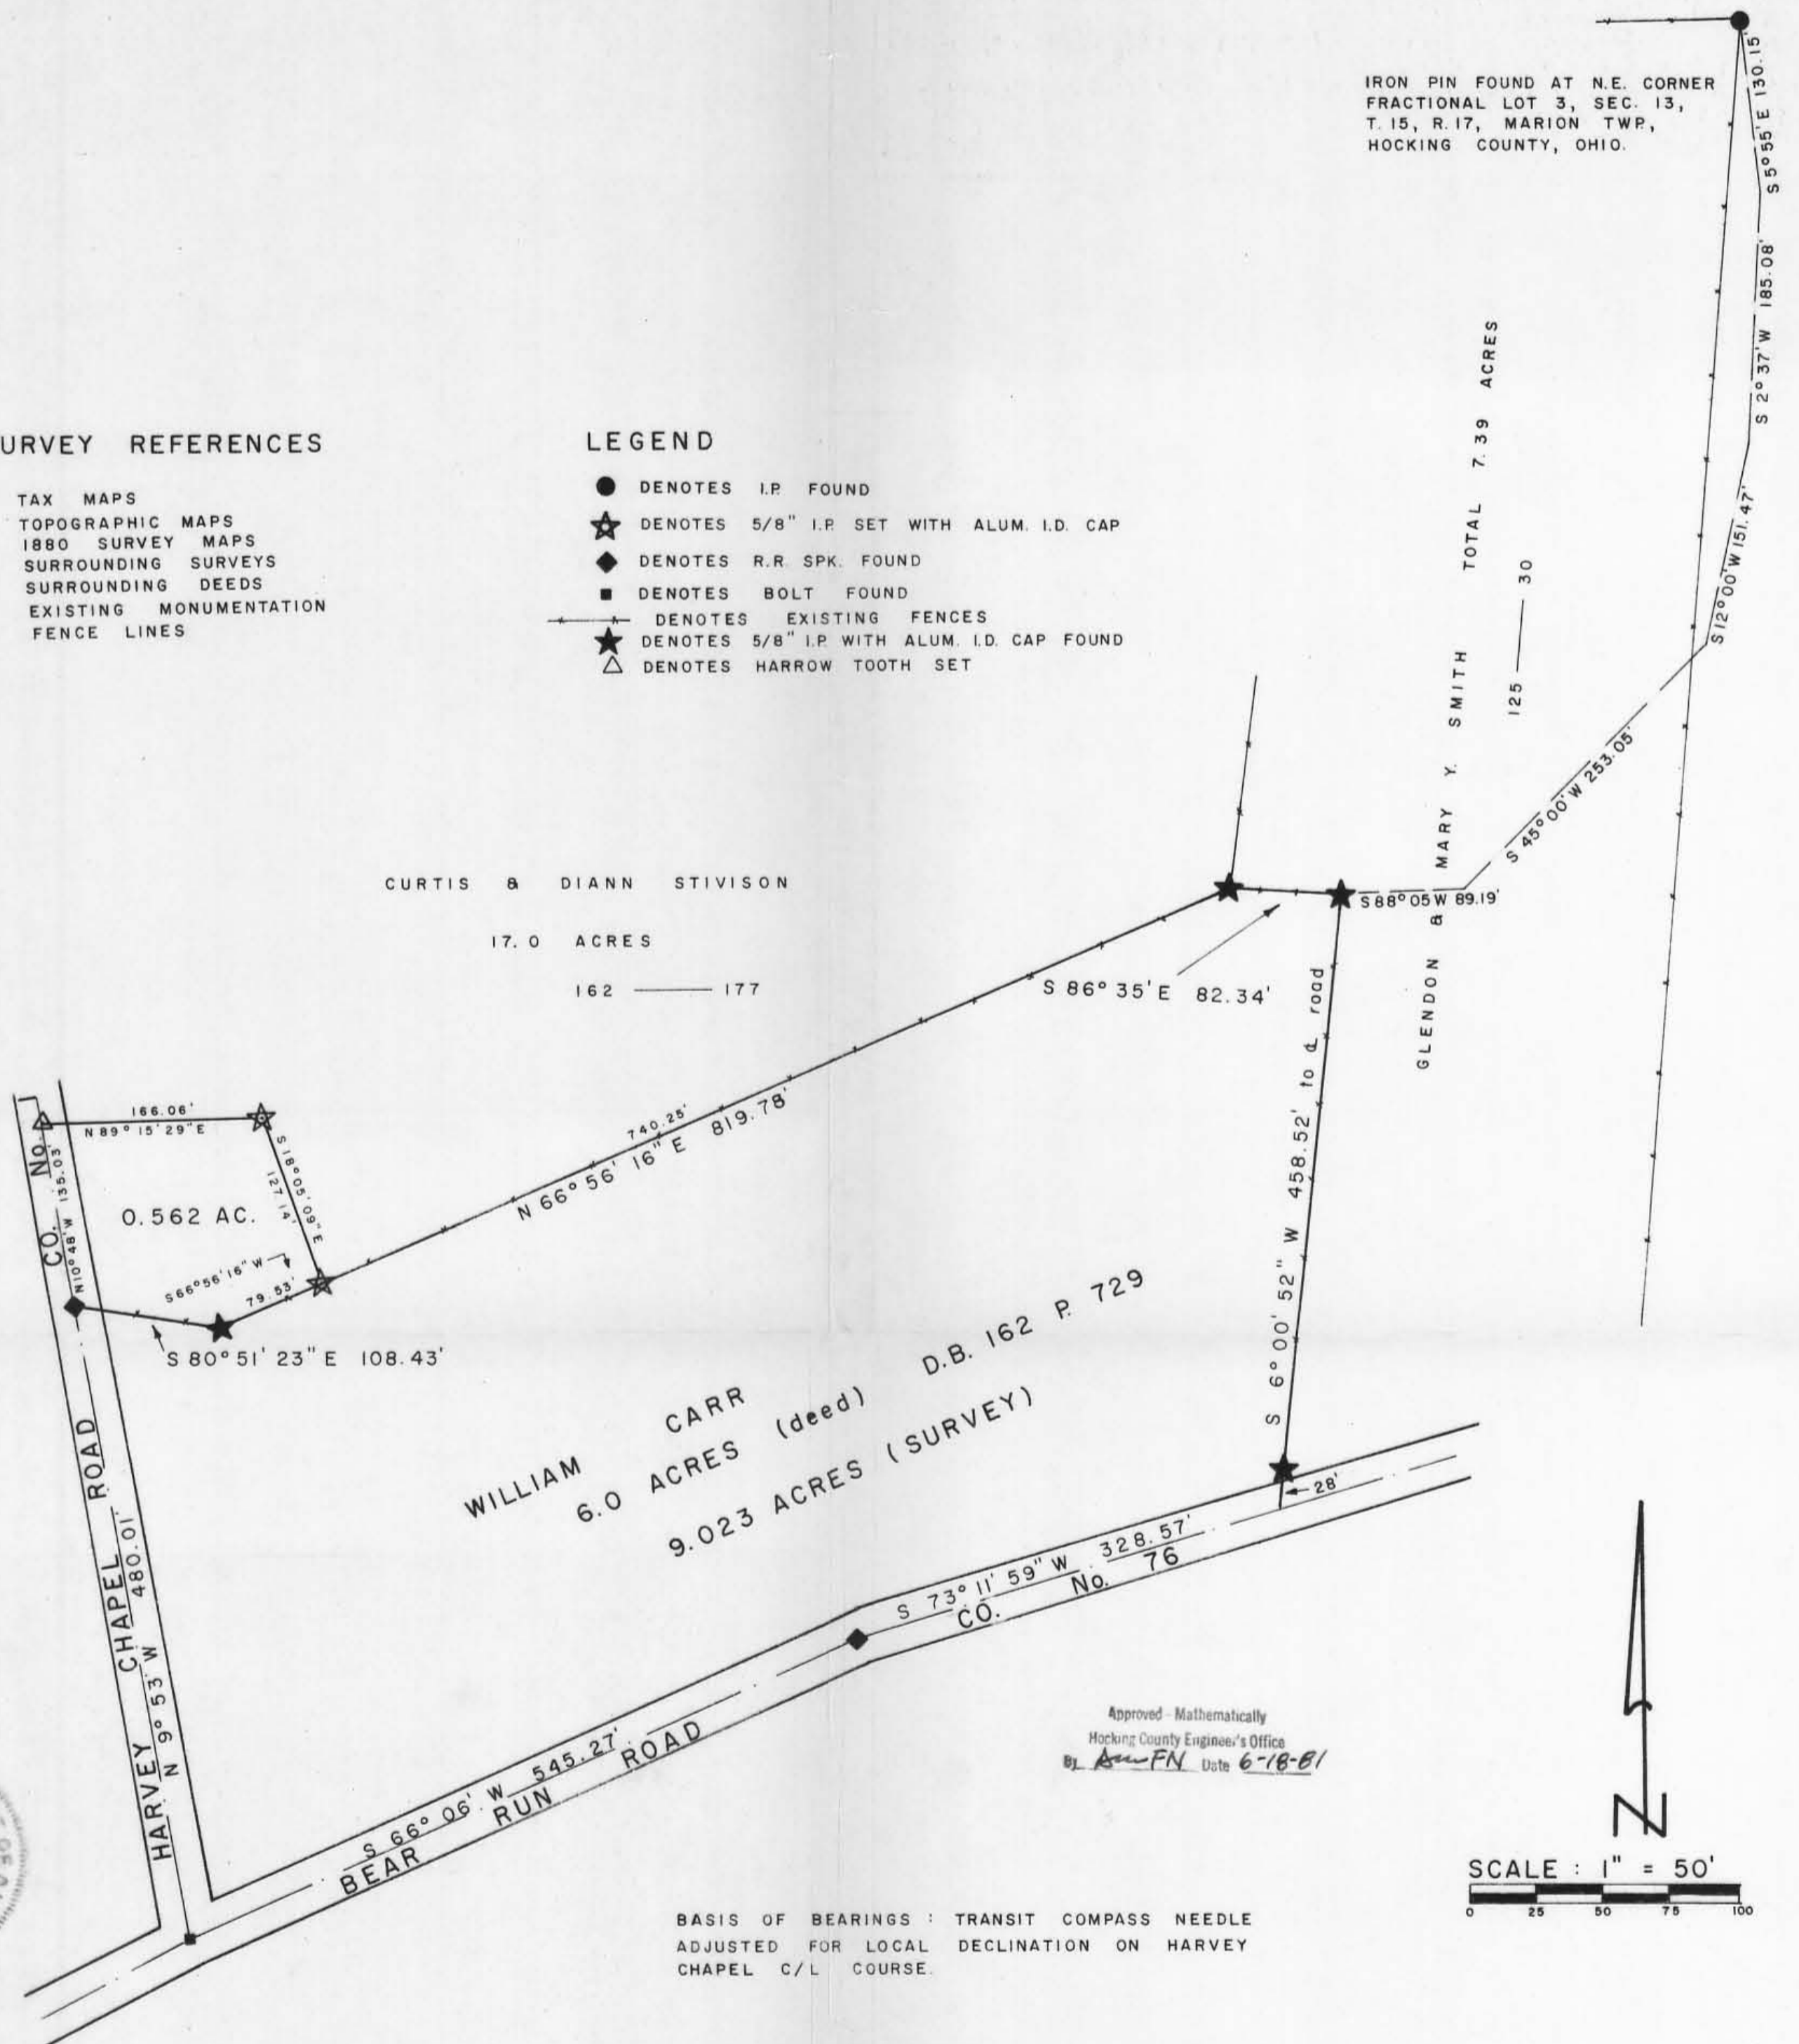 IRON PIN FOUND AT N.E. CORNER
FRACTIONAL LOT 3, SEC. 13,
T. 15, R. 17, MARION TWP.,
HOCKING COUNTY, OHIO.
S 5° 55' E 130.15'
S 2° 37' W 185.08'
S 12° 00' W 151.47'
S 45° 00' W 253.05'
S 88° 05 W 89.19'
GLENDON & MARY Y. SMITH TOTAL 7.39 ACRES
125 — 30
URVEY REFERENCES
TAX MAPS
TOPOGRAPHIC MAPS
1880 SURVEY MAPS
SURROUNDING SURVEYS
SURROUNDING DEEDS
EXISTING MONUMENTATION
FENCE LINES
LEGEND
DENOTES I.P. FOUND
DENOTES 5/8" I.P. SET WITH ALUM. I.D. CAP
DENOTES R.R. SPK. FOUND
DENOTES BOLT FOUND
DENOTES EXISTING FENCES
DENOTES 5/8" I.P. WITH ALUM. I.D. CAP FOUND
DENOTES HARROW TOOTH SET
CURTIS & DIANN STIVISON
17.0 ACRES
162 — 177
S 86° 35' E 82.34'
S 6° 00' 52" W 458.52' to ℄ road
740.25'
N 66° 56' 16" E 819.78'
166.06'
N 89° 15' 29" E
S 18° 05' 09" E
127.14'
0.562 AC.
S 66° 56' 16" W
79.53'
N 10° 48' W 135.03'
S 80° 51' 23" E 108.43'
HARVEY CHAPEL ROAD CO. No.
N 9° 53' W 480.01'
WILLIAM CARR
6.0 ACRES (deed) D.B. 162 P. 729
9.023 ACRES (SURVEY)
28'
S 73° 11' 59" W 328.57'
CO. No. 76
S 66° 06' W 545.27'
BEAR RUN ROAD
Approved - Mathematically
Hocking County Engineer's Office
By FN Date 6-18-81
N
SCALE : 1" = 50'
0 25 50 75 100
BASIS OF BEARINGS : TRANSIT COMPASS NEEDLE
ADJUSTED FOR LOCAL DECLINATION ON HARVEY
CHAPEL C/L COURSE.